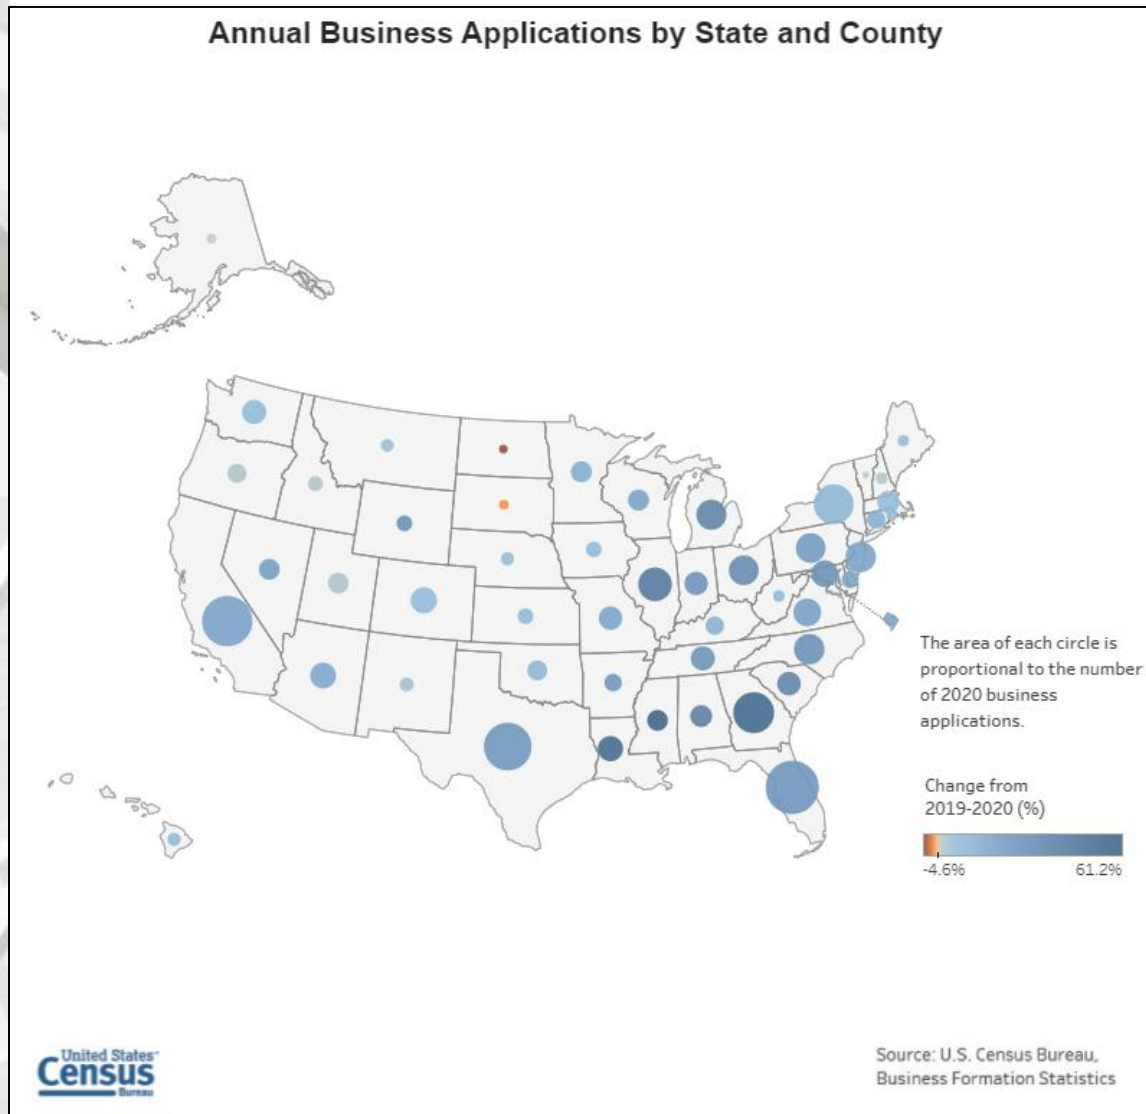 Annual Business Applications by State and County
The area of each circle is
proportional to the number
of 2020 business
applications.
Change from
2019-2020 (%)
-4.6% 61.2%
United States™
Census
Bureau
Source: U.S. Census Bureau,
Business Formation Statistics